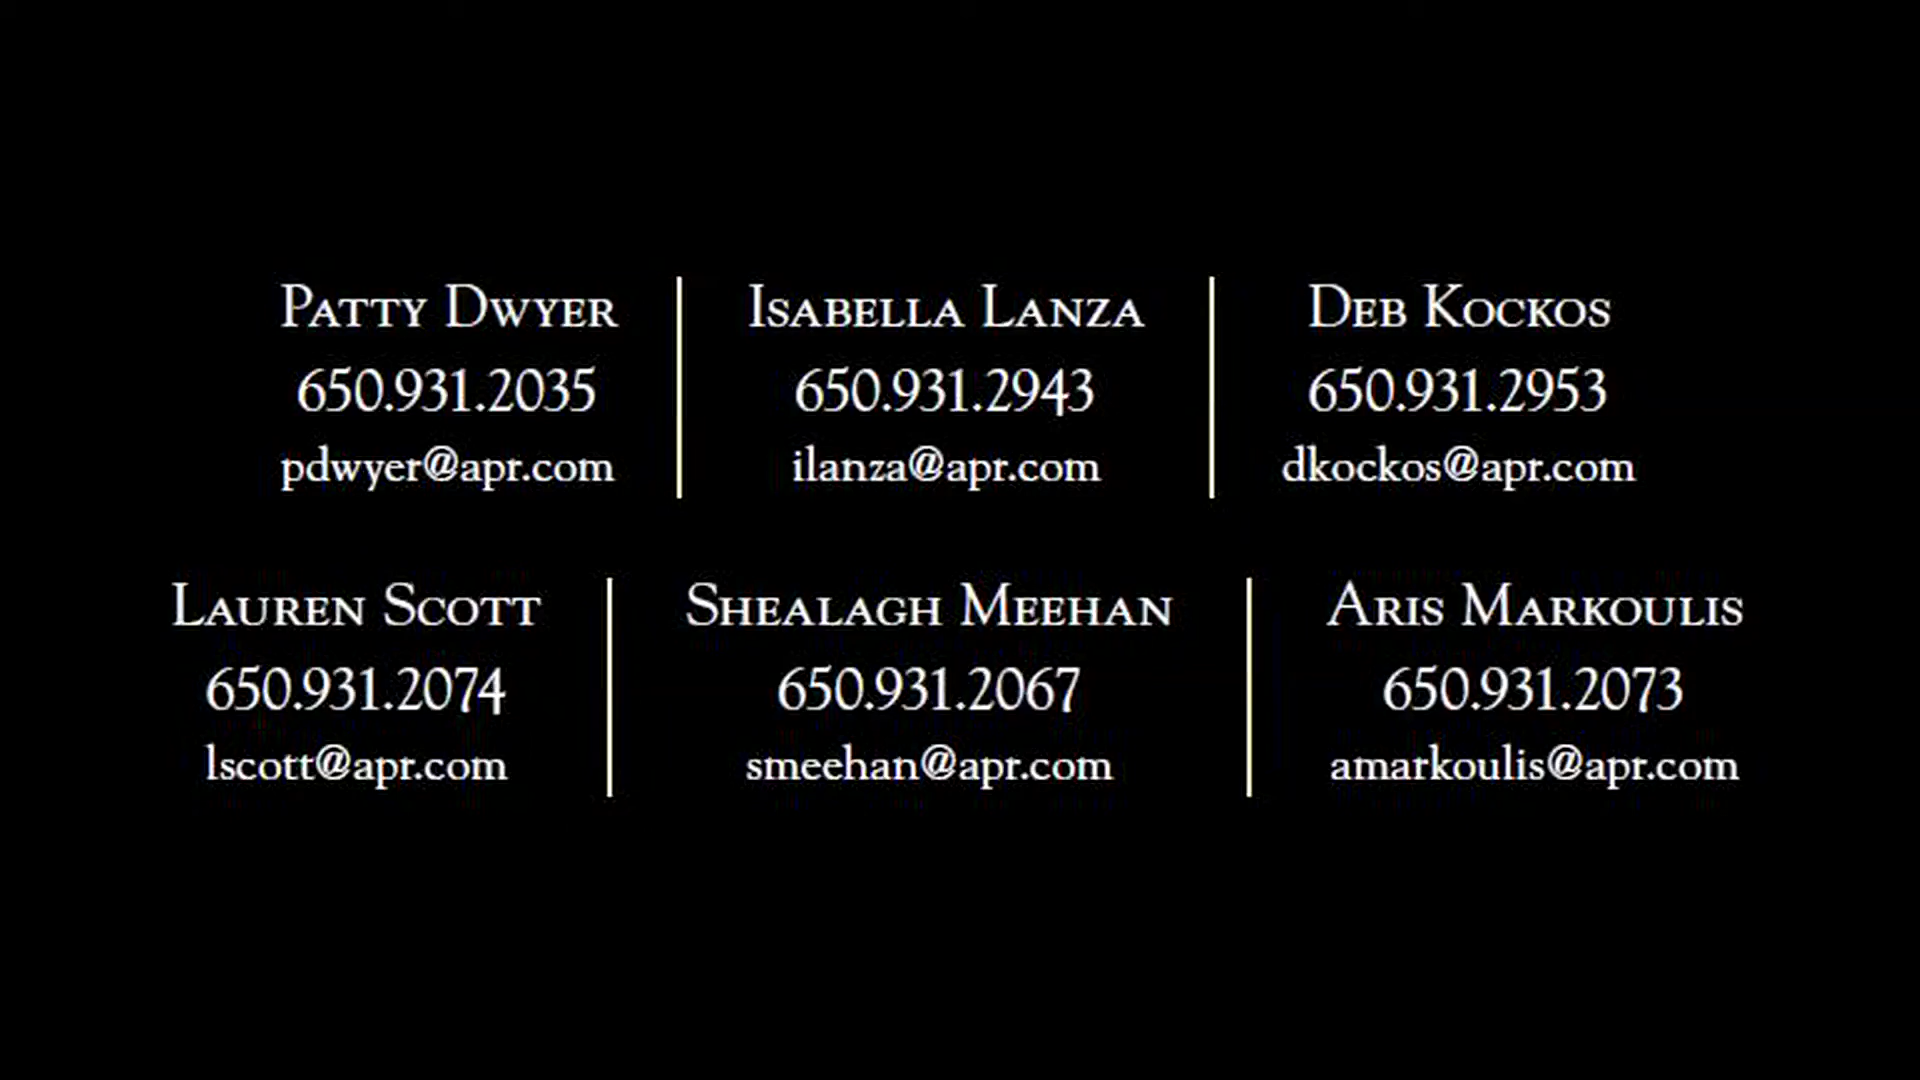 Patty Dwyer
650.931.2035
pdwyer@apr.com
Isabella Lanza
650.931.2943
ilanza@apr.com
Deb Kockos
650.931.2953
dkockos@apr.com
Lauren Scott
650.931.2074
lscott@apr.com
Shealagh Meehan
650.931.2067
smeehan@apr.com
Aris Markoulis
650.931.2073
amarkoulis@apr.com